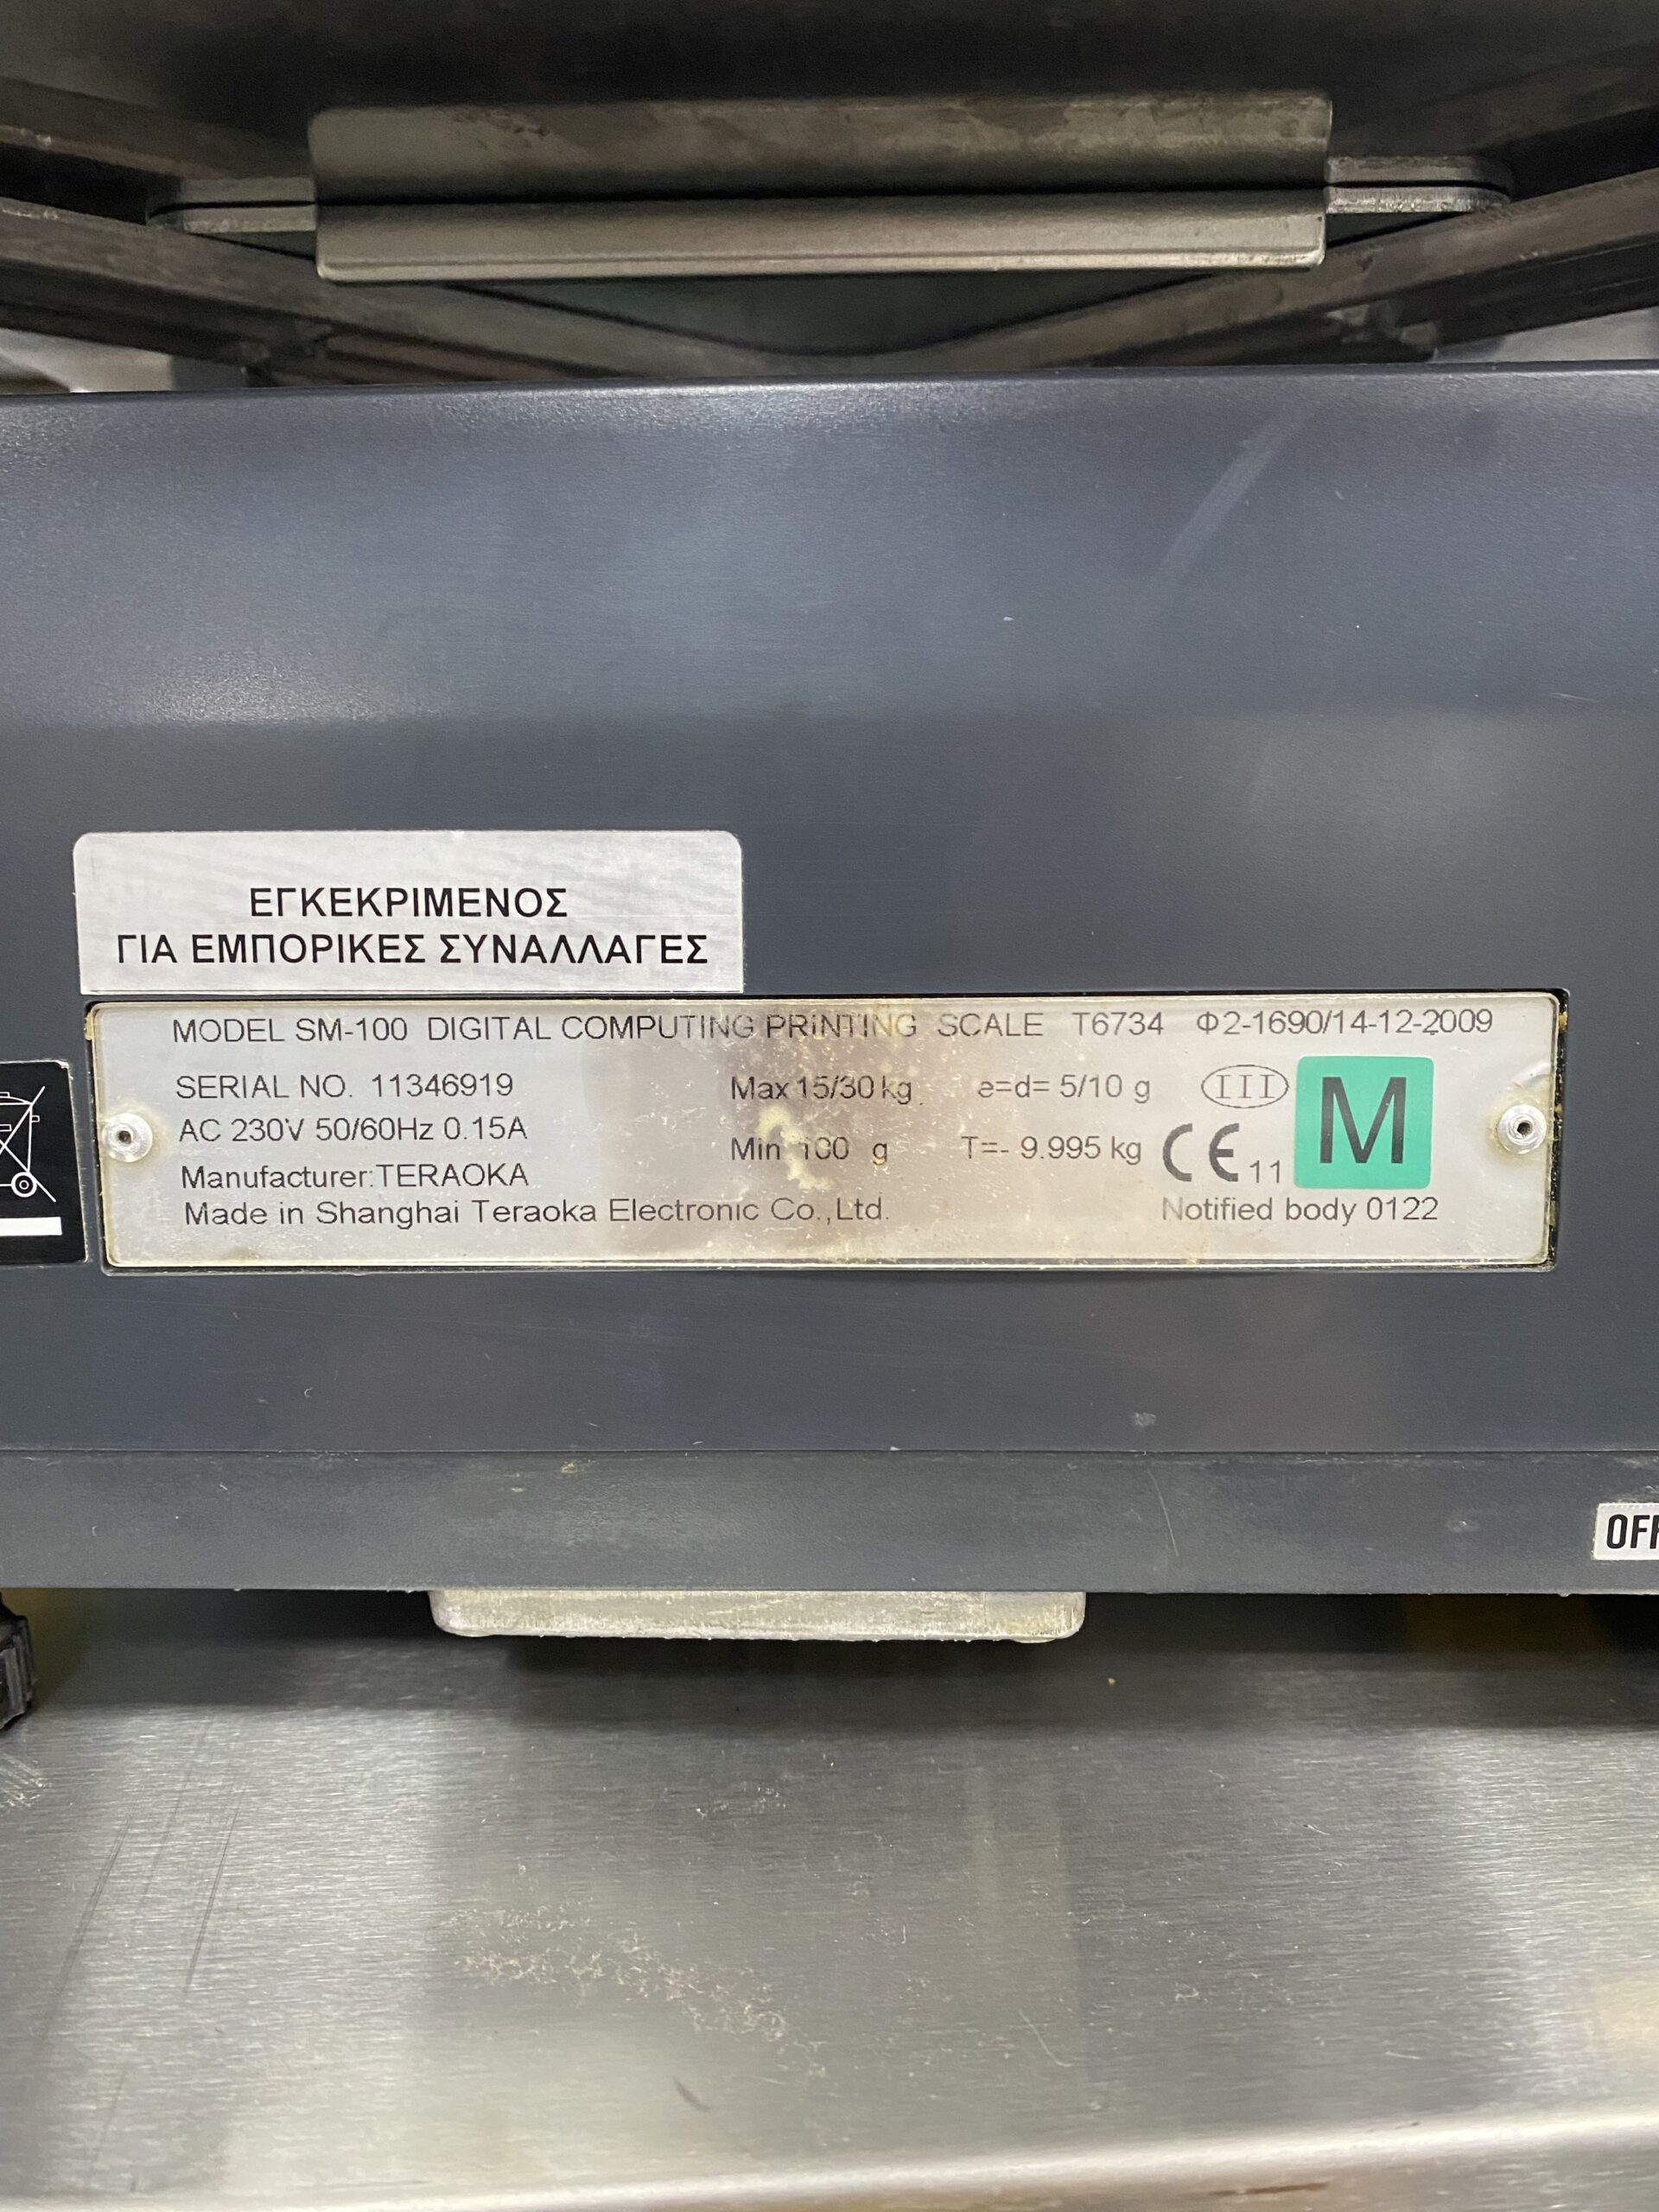 ΕΓΚΕΚΡΙΜΕΝΟΣ
ΓΙΑ ΕΜΠΟΡΙΚΕΣ ΣΥΝΑΛΛΑΓΕΣ
MODEL SM-100 DIGITAL COMPUTING PRINTING SCALE T6734 Φ2-1690/14-12-2009
SERIAL NO. 11346919 Max 15/30 kg e=d= 5/10 g III M
AC 230V 50/60Hz 0.15A
Min 100 g T=- 9.995 kg CE 11
Manufacturer:TERAOKA
Made in Shanghai Teraoka Electronic Co.,Ltd. Notified body 0122